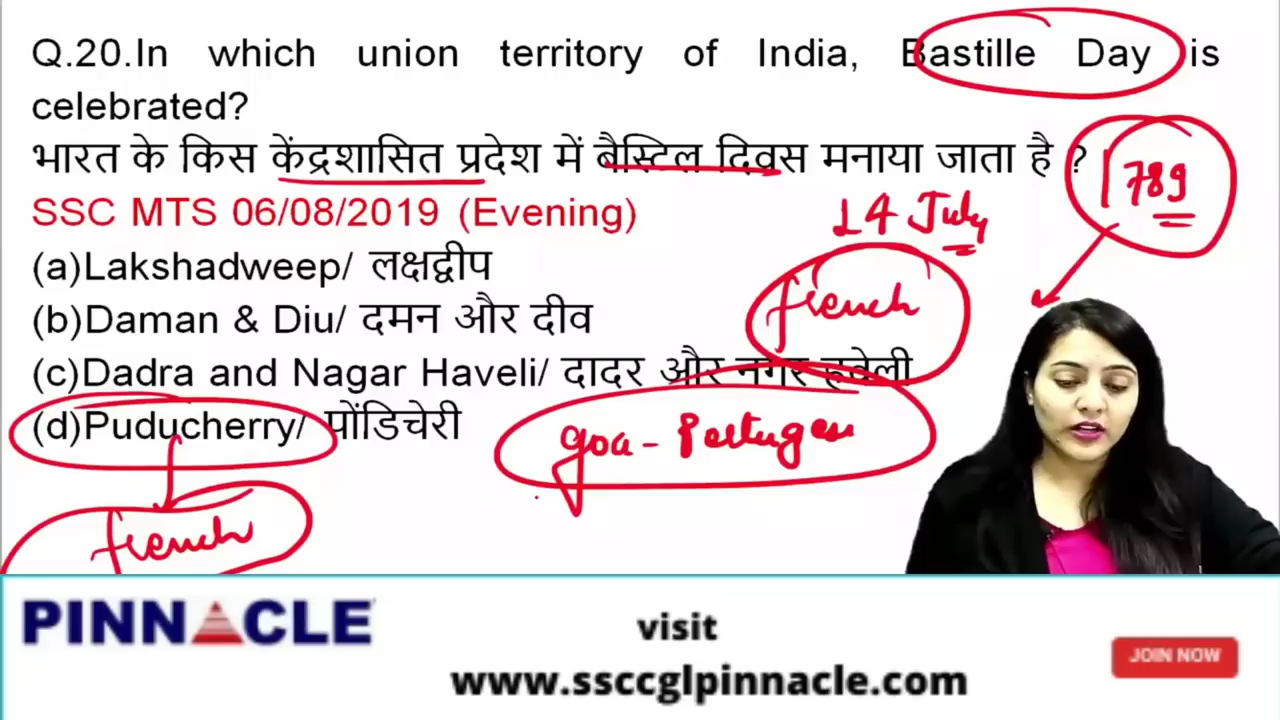 Q.20.In which union territory of India, Bastille Day is
celebrated?
भारत के किस केंद्रशासित प्रदेश में बैस्टिल दिवस मनाया जाता है ?
1789
SSC MTS 06/08/2019 (Evening)
14 July
(a)Lakshadweep/ लक्षद्वीप
french
(b)Daman & Diu/ दमन और दीव
(c)Dadra and Nagar Haveli/ दादर और नगर हवेली
(d)Puducherry/ पोंडिचेरी
goa - Portugese
french
PINNACLE
visit
www.ssccglpinnacle.com
JOIN NOW